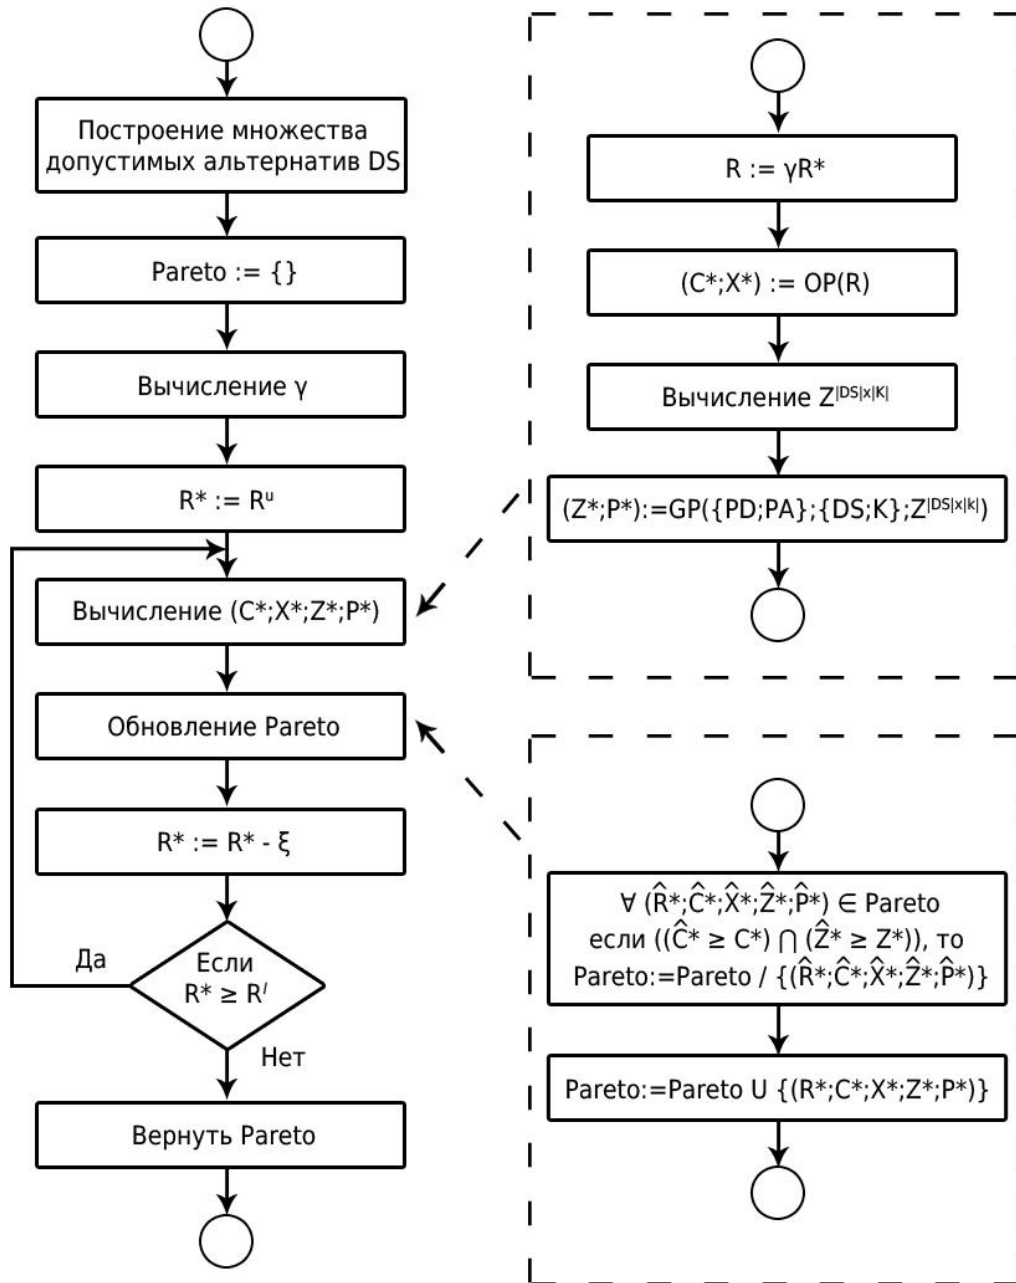 Построение множества
допустимых альтернатив DS
Pareto := {}
Вычисление γ
R* := Rᵘ
Вычисление (C*;X*;Z*;P*)
Обновление Pareto
R* := R* - ξ
Да
Если
R* ≥ Rˡ
Нет
Вернуть Pareto
R := γR*
(C*;X*) := OP(R)
Вычисление Z|DS|x|K|
(Z*;P*):=GP({PD;PA};{DS;K};Z|DS|x|k|)
∀ (R̂*;Ĉ*;X̂*;Ẑ*;P̂*) ∈ Pareto
если ((Ĉ* ≥ C*) ⋂ (Ẑ* ≥ Z*)), то
Pareto:=Pareto / {(R̂*;Ĉ*;X̂*;Ẑ*;P̂*)}
Pareto:=Pareto U {(R*;C*;X*;Z*;P*)}